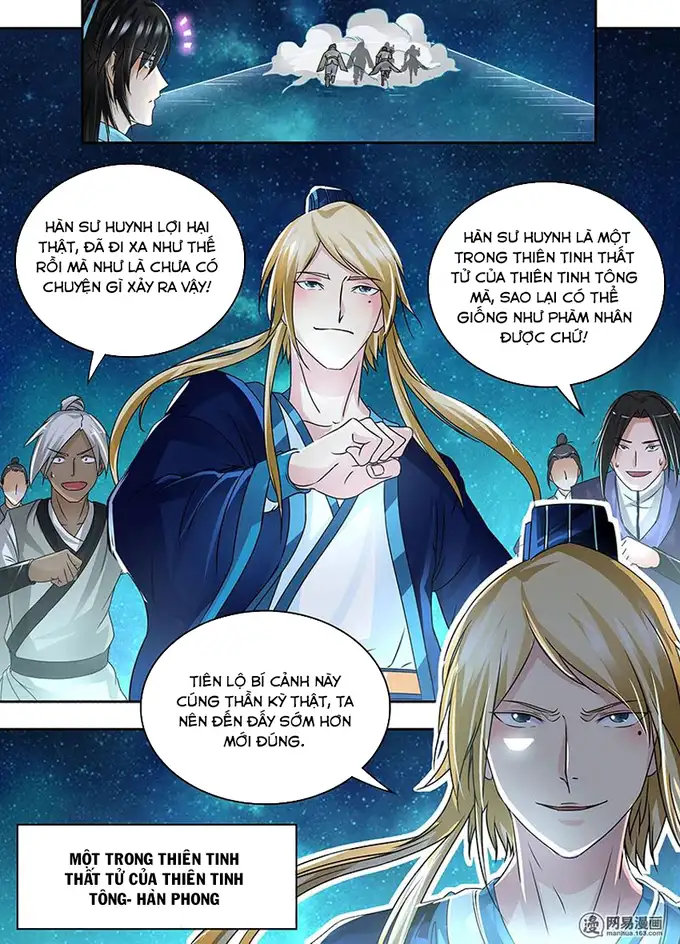 HÀN SƯ HUYNH LỢI HẠI
THẬT, ĐÃ ĐI XA NHƯ THẾ
RỒI MÀ NHƯ LÀ CHƯA CÓ
CHUYỆN GÌ XẢY RA VẬY!
HÀN SƯ HUYNH LÀ MỘT
TRONG THIÊN TINH THẤT
TỬ CỦA THIÊN TINH TÔNG
MÀ, SAO LẠI CÓ THỂ
GIỐNG NHƯ PHÀM NHÂN
ĐƯỢC CHỨ!
TIÊN LỘ BÍ CẢNH NÀY
CÚNG THẦN KỲ THẬT, TA
NÊN ĐẾN ĐẤY SỚM HƠN
MỚI ĐÚNG.
MỘT TRONG THIÊN TINH
THẤT TỬ CỦA THIÊN TINH
TÔNG- HÀN PHONG
网易漫画
manhua.163.com